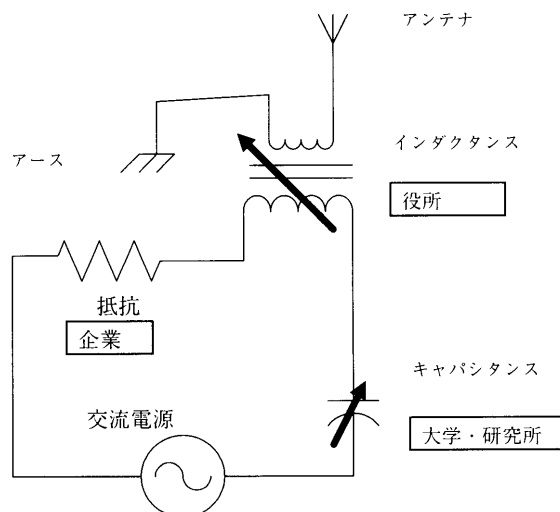 アンテナ
アース
インダクタンス
役所
抵抗
企業
キャパシタンス
交流電源
大学・研究所